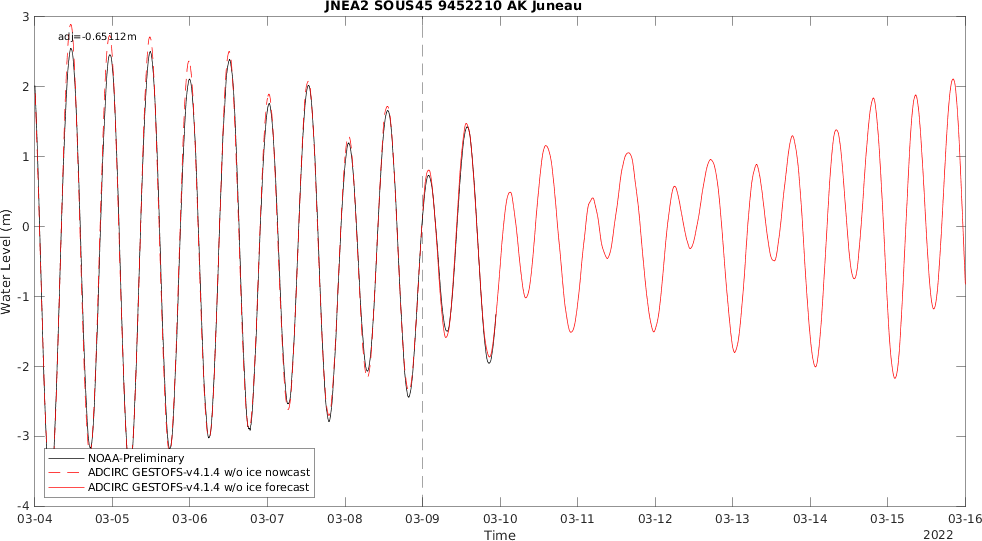 JNEA2 SOUS45 9452210 AK Juneau
adj=-0.65112m
Water Level (m)
3
2
1
0
-1
-2
-3
-4
NOAA-Preliminary
ADCIRC GESTOFS-v4.1.4 w/o ice nowcast
ADCIRC GESTOFS-v4.1.4 w/o ice forecast
03-04 03-05 03-06 03-07 03-08 03-09 03-10 03-11 03-12 03-13 03-14 03-15 03-16
Time
2022